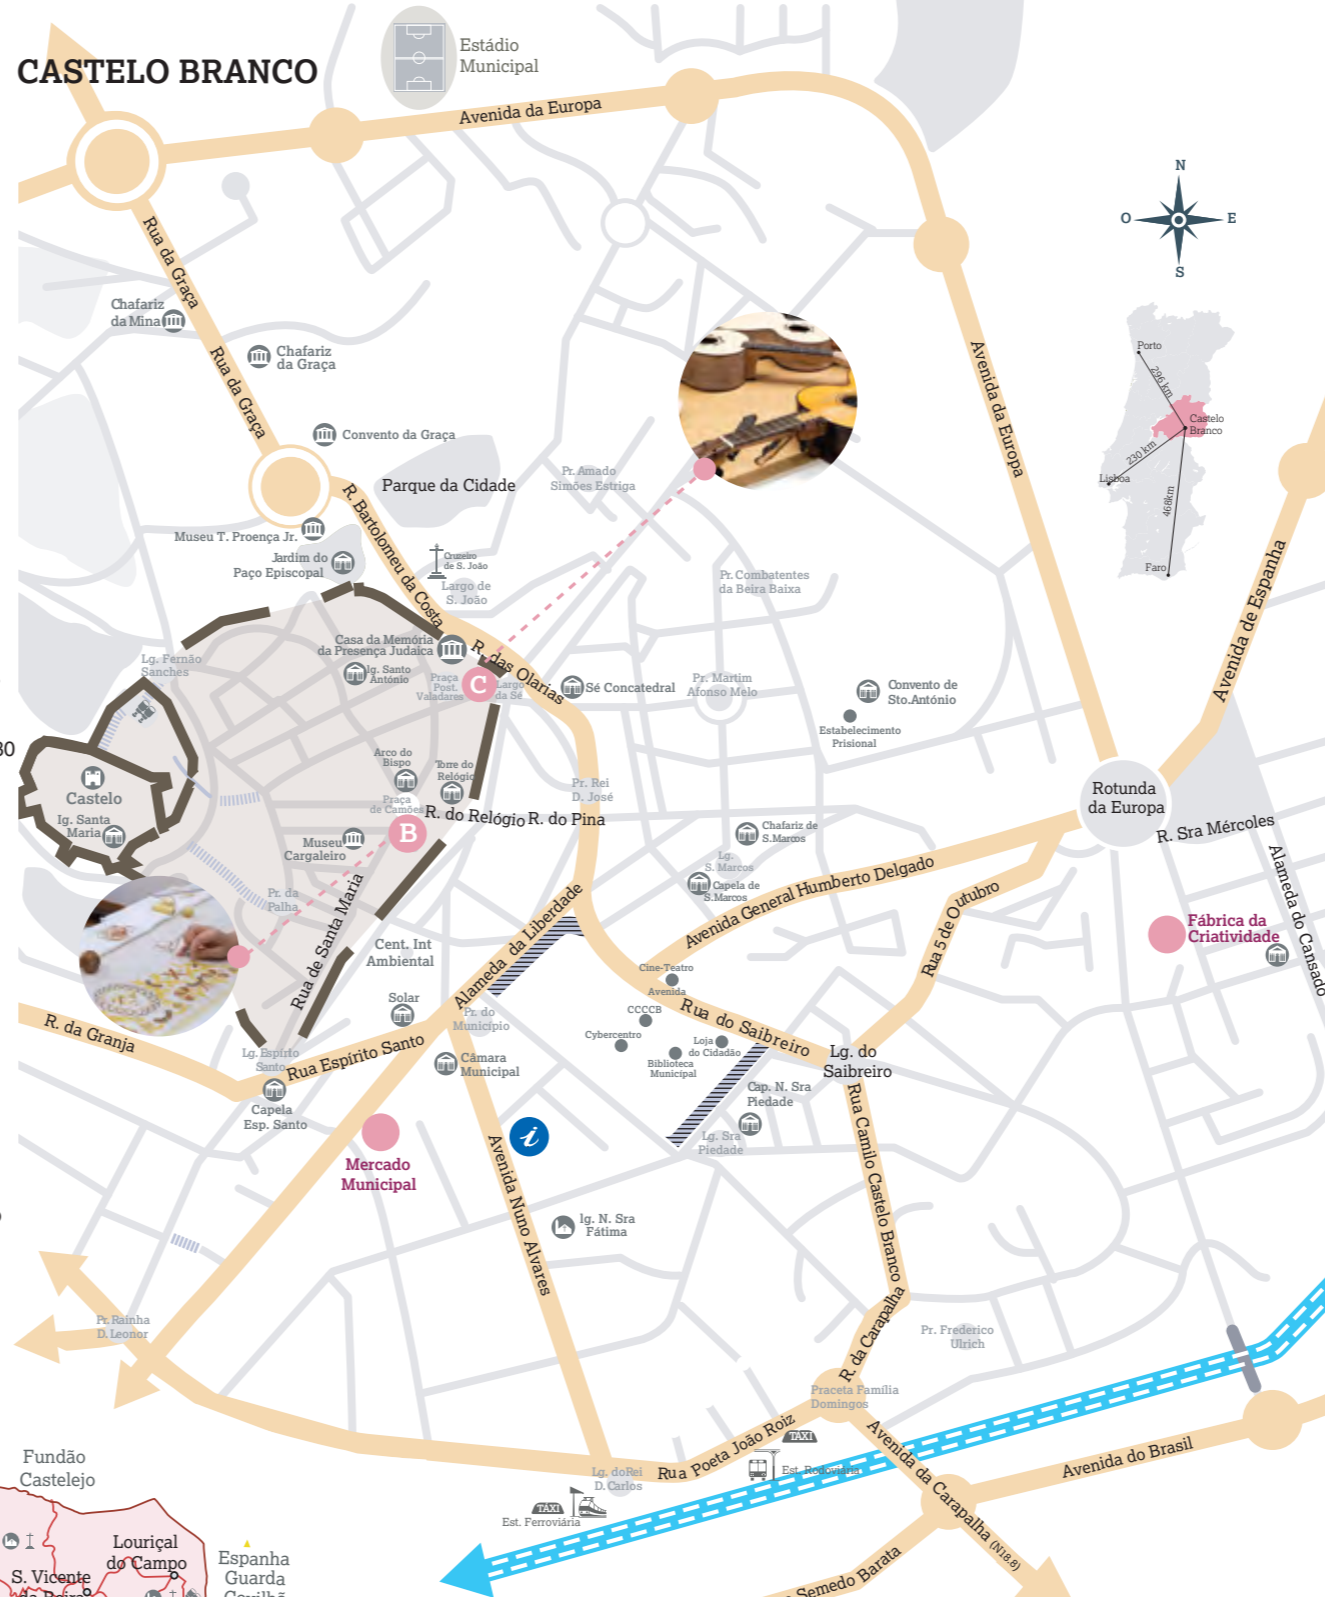 CASTELO BRANCO
Estádio
Municipal
Avenida da Europa
N
O
E
S
Rua da Graça
Chafariz
da Mina
Chafariz
da Graça
Rua da Graça
Convento da Graça
Porto
296 km
Castelo
Branco
230 km
Lisboa
468km
Faro
Avenida da Europa
Avenida de Espanha
Pr. Amado
Simões Estriga
Parque da Cidade
R. Bartolomeu da Costa
Museu T. Proença Jr.
Jardim do
Paço Episcopal
Cruzeiro
de S. João
Largo de
S. João
Pr. Combatentes
da Beira Baixa
Casa da Memória
da Presença Judaica
R. das Olarias
Lg. Fernão
Sanches
Ig. Santo
António
Praça
Post.
Valadares
C
Largo
da Sé
Sé Concatedral
Pr. Martim
Afonso Melo
Convento de
Sto.António
Estabelecimento
Prisional
30
Castelo
Ig. Santa
Maria
Arco do
Bispo
Torre do
Relógio
Praça
de Camões
B
R. do Relógio
R. do Pina
Pr. Rei
D. José
Rotunda
da Europa
R. Sra Mércoles
Museu
Cargaleiro
Chafariz de
S.Marcos
Lg.
S. Marcos
Capela de
S.Marcos
Avenida General Humberto Delgado
Alameda do Cansado
Pr. da
Palha
Rua de Santa Maria
Alameda da Liberdade
Rua 5 de Outubro
Fábrica da
Criatividade
Cent. Int
Ambiental
Cine-Teatro
Avenida
Solar
Pr. do
Município
CCCCB
Rua do Saibreiro
Cybercentro
Loja
do Cidadão
Biblioteca
Municipal
Lg. do
Saibreiro
R. da Granja
Lg. Espírito
Santo
Rua Espírito Santo
Câmara
Municipal
Cap. N. Sra
Piedade
Capela
Esp. Santo
Lg. Sra
Piedade
i
Mercado
Municipal
Avenida Nuno Alvares
Rua Camilo Castelo Branco
Ig. N. Sra
Fátima
Pr. Rainha
D. Leonor
R. da Carapalha
Pr. Frederico
Ulrich
Praceta Família
Domingos
Rua Poeta João Roiz
TÁXI
Est. Rodoviária
Avenida da Carapalha (N18.8)
Avenida do Brasil
Lg. doRei
D. Carlos
TÁXI
Est. Ferroviária
Semedo Barata
Fundão
Castelejo
Louriçal
do Campo
S. Vicente
da Beira
Espanha
Guarda